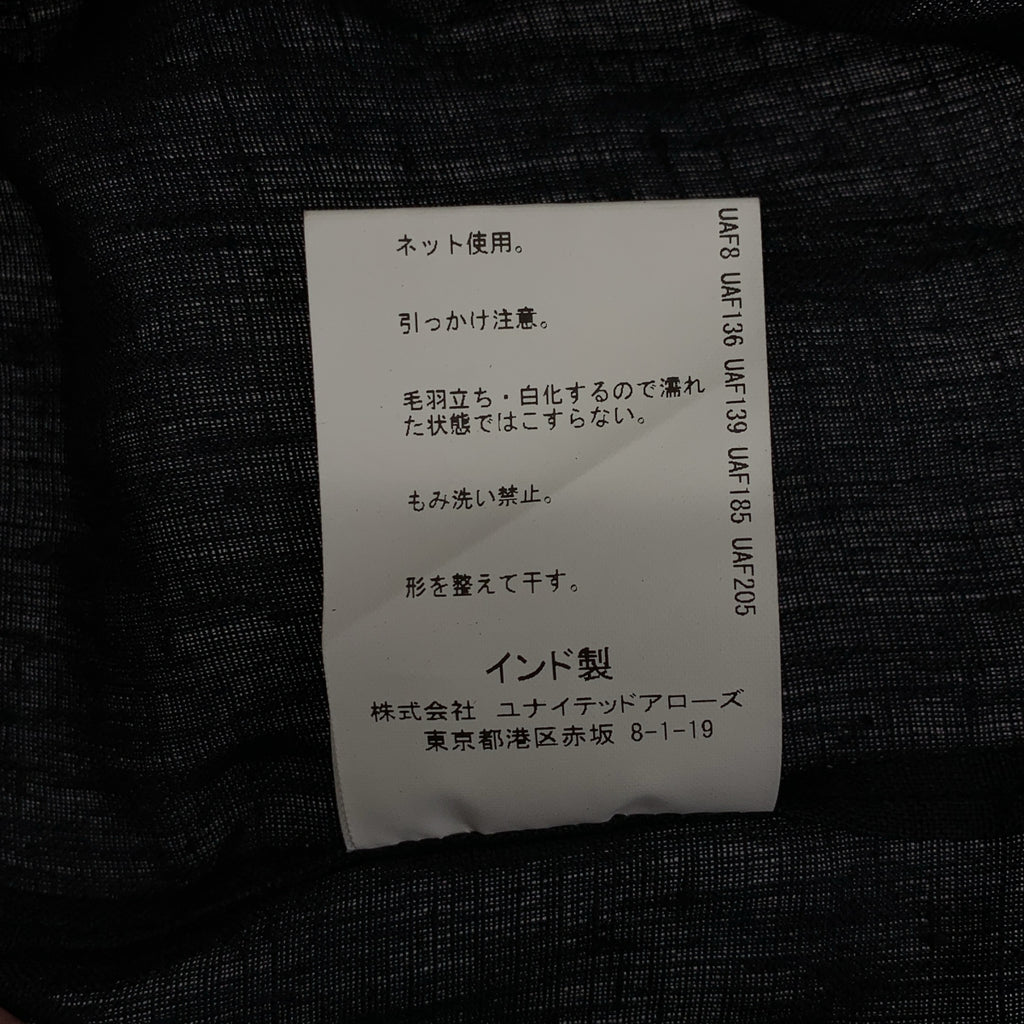 ネット使用。
引っかけ注意。
毛羽立ち・白化するので濡れ
た状態ではこすらない。
もみ洗い禁止。
形を整えて干す。
インド製
株式会社 ユナイテッドアローズ
東京都港区赤坂 8-1-19
UAF8 UAF136 UAF139 UAF185 UAF205